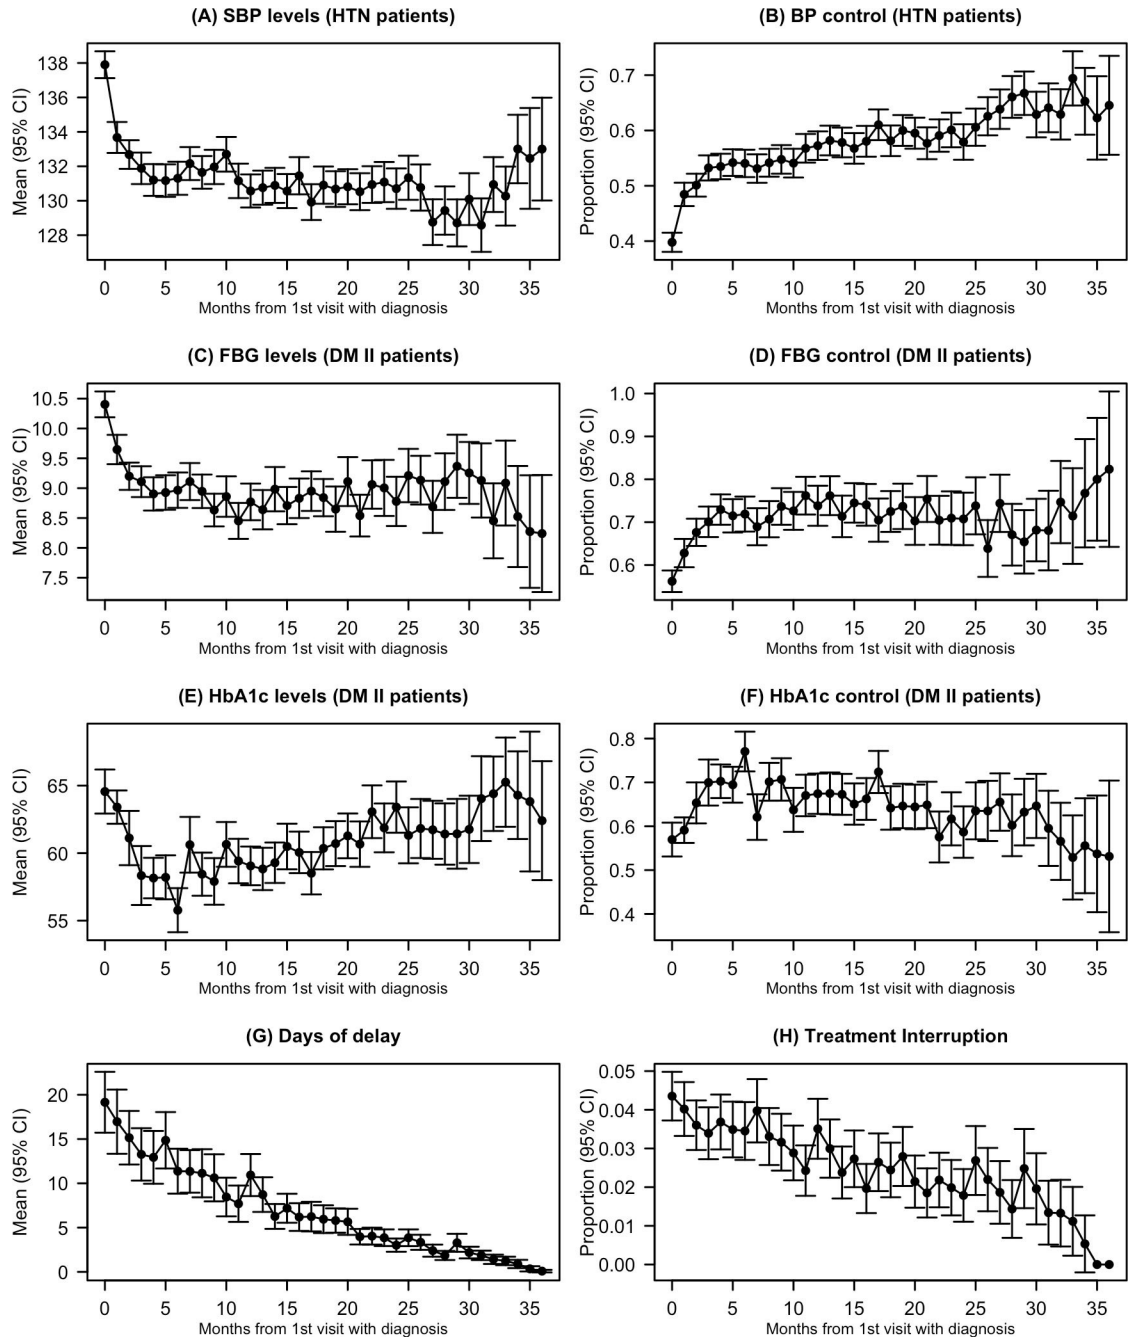 (A) SBP levels (HTN patients)
Mean (95% CI)
138
136
134
132
130
128
0 5 10 15 20 25 30 35
Months from 1st visit with diagnosis
(B) BP control (HTN patients)
Proportion (95% CI)
0.7
0.6
0.5
0.4
0 5 10 15 20 25 30 35
Months from 1st visit with diagnosis
(C) FBG levels (DM II patients)
Mean (95% CI)
10.5
10.0
9.5
9.0
8.5
8.0
7.5
0 5 10 15 20 25 30 35
Months from 1st visit with diagnosis
(D) FBG control (DM II patients)
Proportion (95% CI)
1.0
0.9
0.8
0.7
0.6
0 5 10 15 20 25 30 35
Months from 1st visit with diagnosis
(E) HbA1c levels (DM II patients)
Mean (95% CI)
65
60
55
0 5 10 15 20 25 30 35
Months from 1st visit with diagnosis
(F) HbA1c control (DM II patients)
Proportion (95% CI)
0.8
0.7
0.6
0.5
0.4
0 5 10 15 20 25 30 35
Months from 1st visit with diagnosis
(G) Days of delay
Mean (95% CI)
20
15
10
5
0
0 5 10 15 20 25 30 35
Months from 1st visit with diagnosis
(H) Treatment Interruption
Proportion (95% CI)
0.05
0.04
0.03
0.02
0.01
0.00
0 5 10 15 20 25 30 35
Months from 1st visit with diagnosis